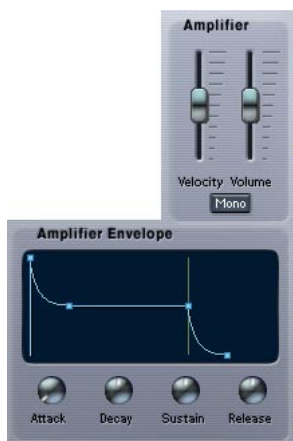 Amplifier
Velocity Volume
Mono
Amplifier Envelope
Attack Decay Sustain Release